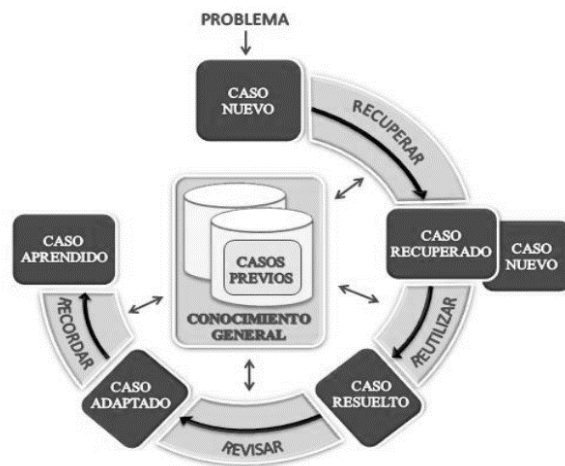 PROBLEMA
CASO
NUEVO
RECUPERAR
CASO
RECUPERADO
CASO
NUEVO
REUTILIZAR
CASO
RESUELTO
REVISAR
CASO
ADAPTADO
RECORDAR
CASO
APRENDIDO
CASOS
PREVIOS
CONOCIMIENTO
GENERAL